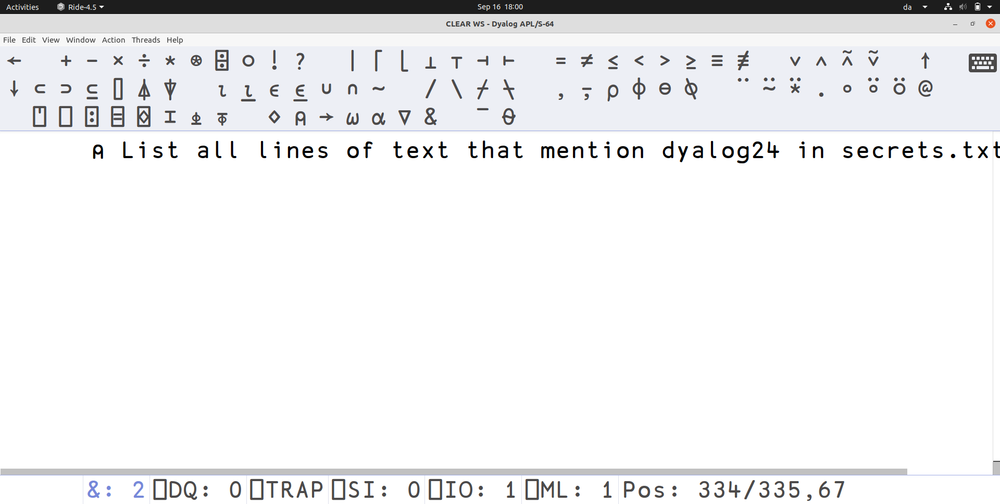 Activities Ride-4.5 Sep 16 18:00 da
CLEAR WS - Dyalog APL/S-64
File Edit View Window Action Threads Help
← + - × ÷ * ⍟ ⌹ ○ ! ? | ⌈ ⌊ ⊥ ⊤ ⊣ ⊢ = ≠ ≤ < > ≥ ≡ ≢ ∨ ∧ ⍲ ⍱ ↑
↓ ⊂ ⊃ ⊆ ⌷ ⍋ ⍒ ⍳ ⍸ ∊ ⍷ ∪ ∩ ~ / \ ⌿ ⍀ , ⍪ ⍴ ⌽ ⊖ ⍉ ¨ ⍨ ⍣ . ∘ ⍤ ⍥ @
⍞ ⎕ ⍠ ⌸ ⌺ ⌶ ⍎ ⍕ ⋄ ⍝ → ⍵ ⍺ ∇ & ¯ ⍬
⍝ List all lines of text that mention dyalog24 in secrets.txt
&: 2 ⎕DQ: 0 ⎕TRAP ⎕SI: 0 ⎕IO: 1 ⎕ML: 1 Pos: 334/335,67